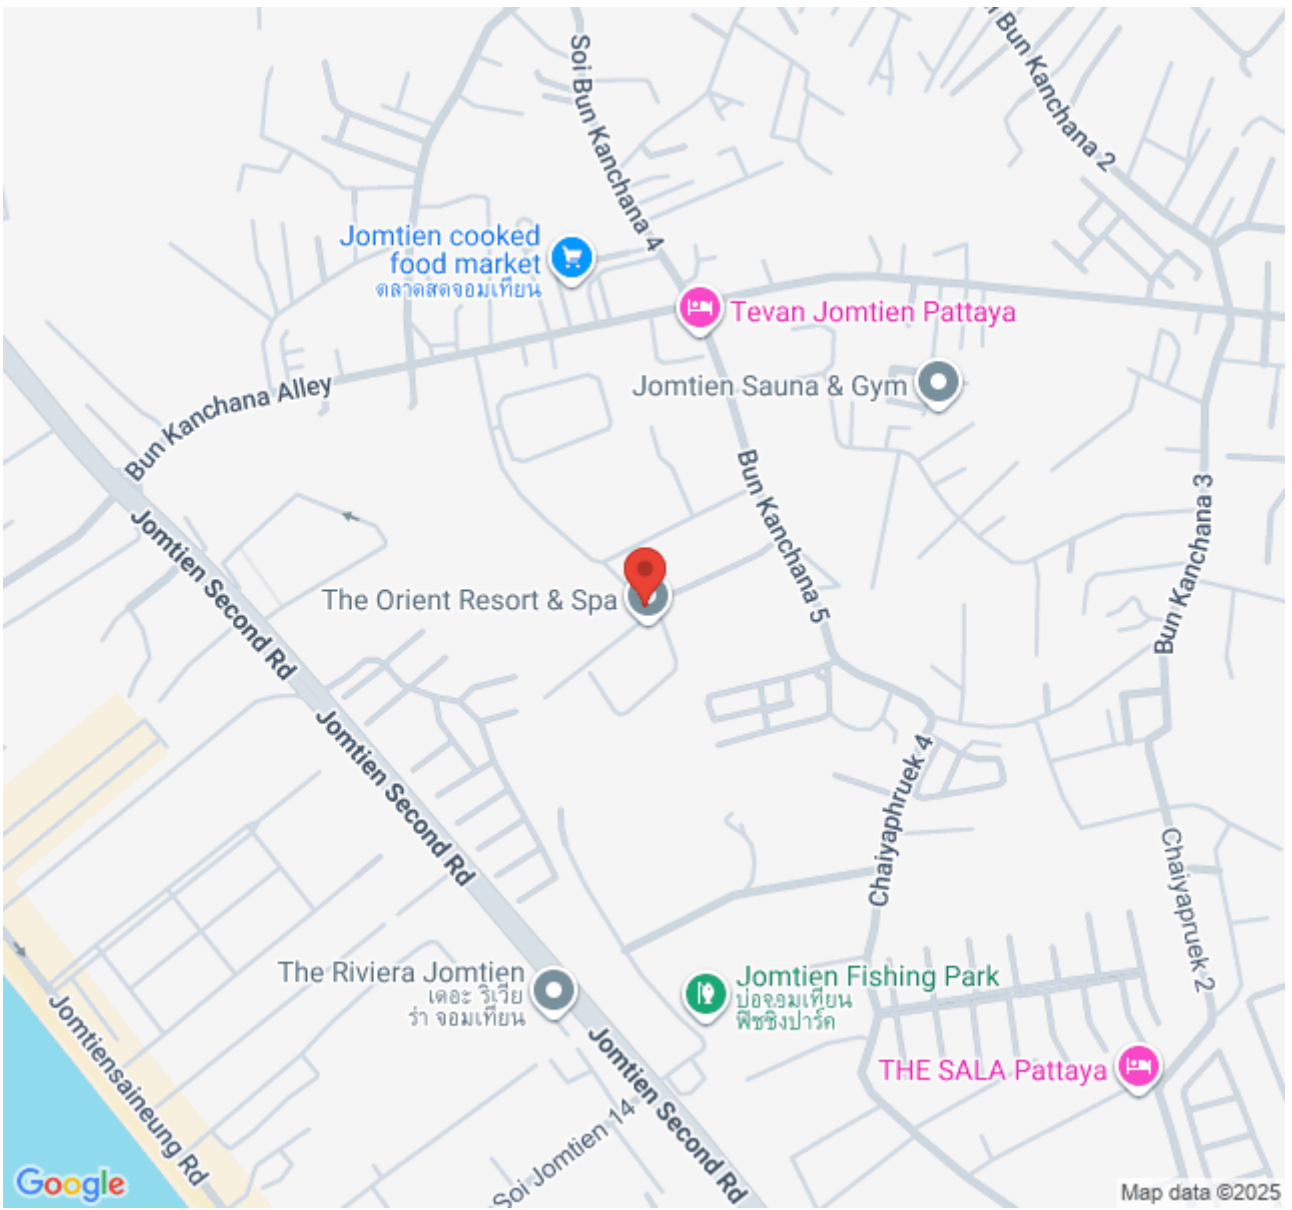 Soi Bun Kanchana 4
Bun Kanchana 2
Jomtien cooked
food market
ตลาดสดจอมเทียน
Tevan Jomtien Pattaya
Jomtien Sauna & Gym
Bun Kanchana Alley
Bun Kanchana 5
Bun Kanchana 3
Jomtien Second Rd
The Orient Resort & Spa
Jomtien Second Rd
Chaiyaphruek 4
Chaiyapruek 2
The Riviera Jomtien
เดอะ ริเวีย
ร่า จอมเทียน
Jomtien Fishing Park
บ่อจอมเทียน
ฟิชชิ่งปาร์ค
THE SALA Pattaya
Jomtiensaineung Rd
Jomtien Second Rd
Soi Jomtien 14
Google
Map data ©2025